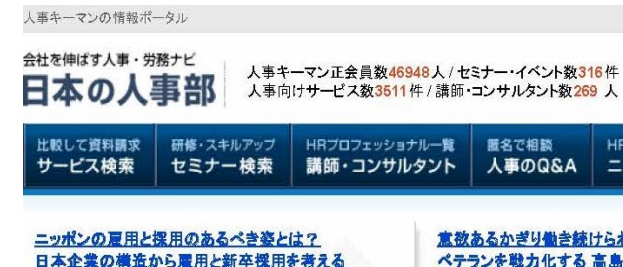 人事キーマンの情報ポータル
会社を伸ばす人事・労務ナビ
日本の人事部
人事キーマン正会員数46948人 / セミナー・イベント数316件
人事向けサービス数3511件 / 講師・コンサルタント数269 人
比較して資料請求
サービス検索
研修・スキルアップ
セミナー検索
HRプロフェッショナル一覧
講師・コンサルタント
匿名で相談
人事のQ&A
HR
ニ
ニッポンの雇用と採用のあるべき姿とは?
日本企業の構造から雇用と新卒採用を考える
意欲あるかぎり働き続けられ
ベテランを戦力化する 高島